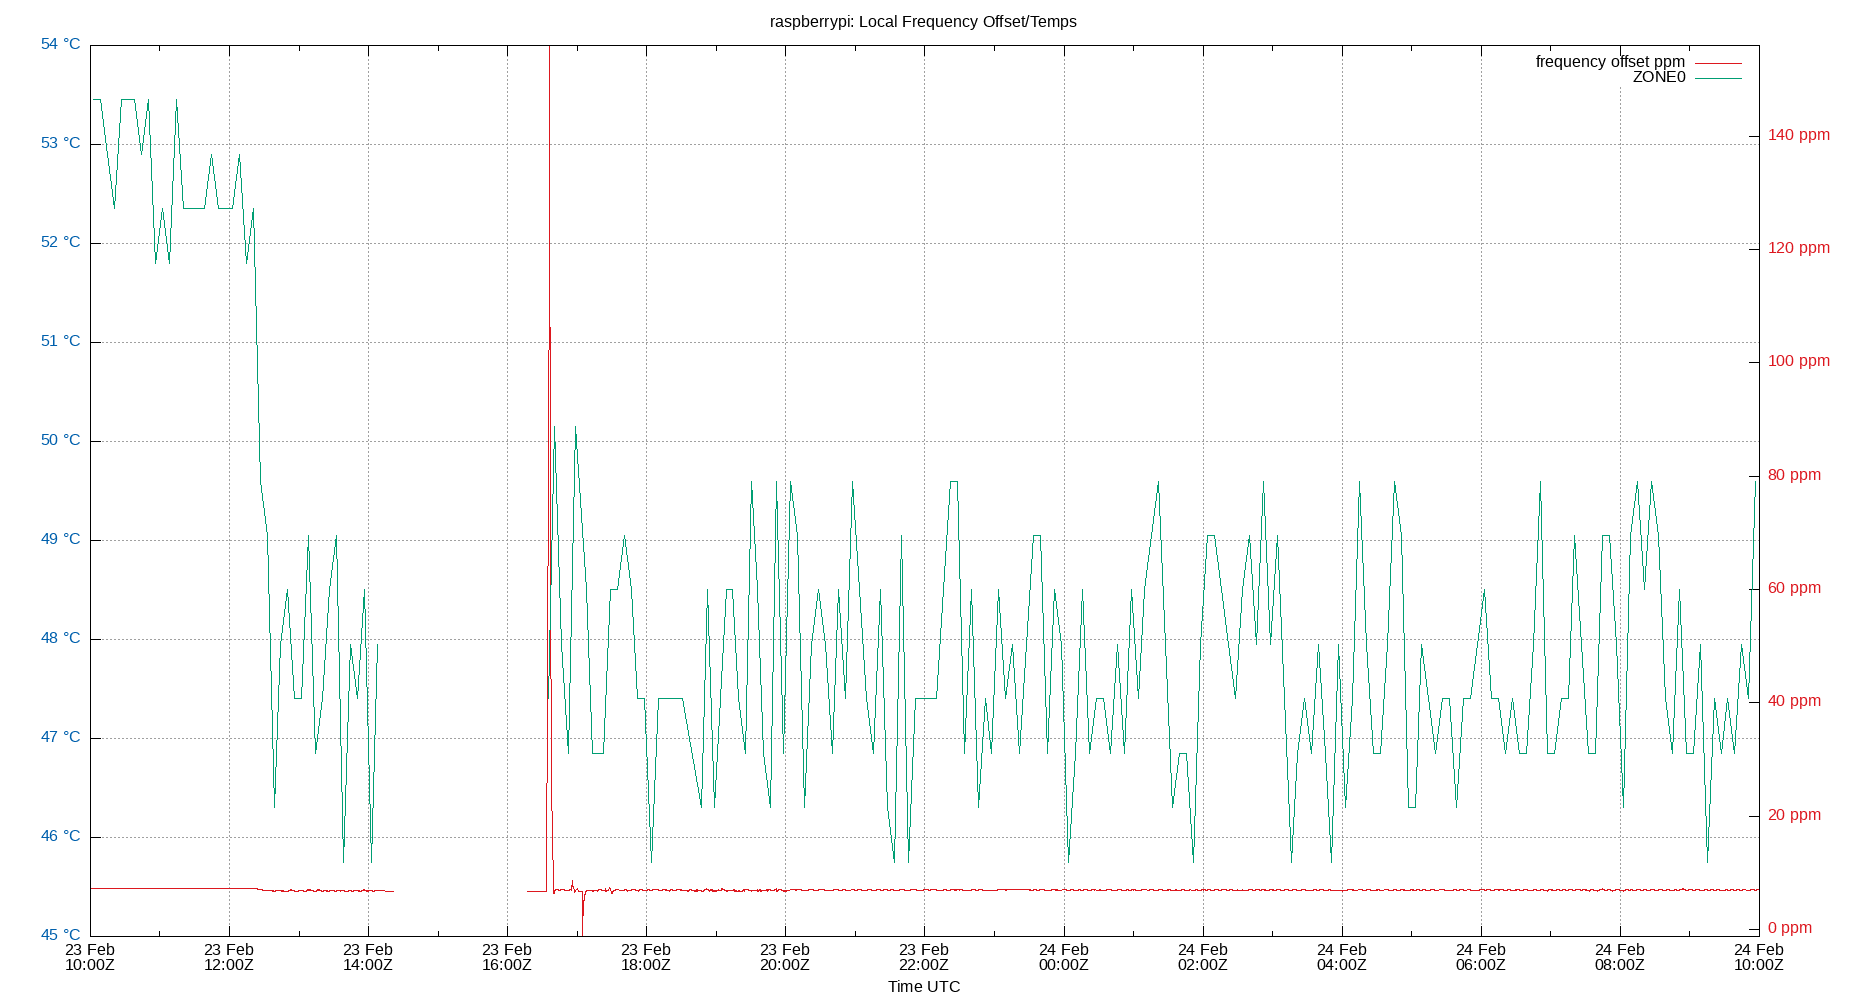 raspberrypi: Local Frequency Offset/Temps
frequency offset ppm
ZONE0
54 °C
53 °C
52 °C
51 °C
50 °C
49 °C
48 °C
47 °C
46 °C
45 °C
140 ppm
120 ppm
100 ppm
80 ppm
60 ppm
40 ppm
20 ppm
0 ppm
23 Feb 23 Feb 23 Feb 23 Feb 23 Feb 23 Feb 23 Feb 24 Feb 24 Feb 24 Feb 24 Feb 24 Feb 24 Feb
10:00Z 12:00Z 14:00Z 16:00Z 18:00Z 20:00Z 22:00Z 00:00Z 02:00Z 04:00Z 06:00Z 08:00Z 10:00Z
Time UTC